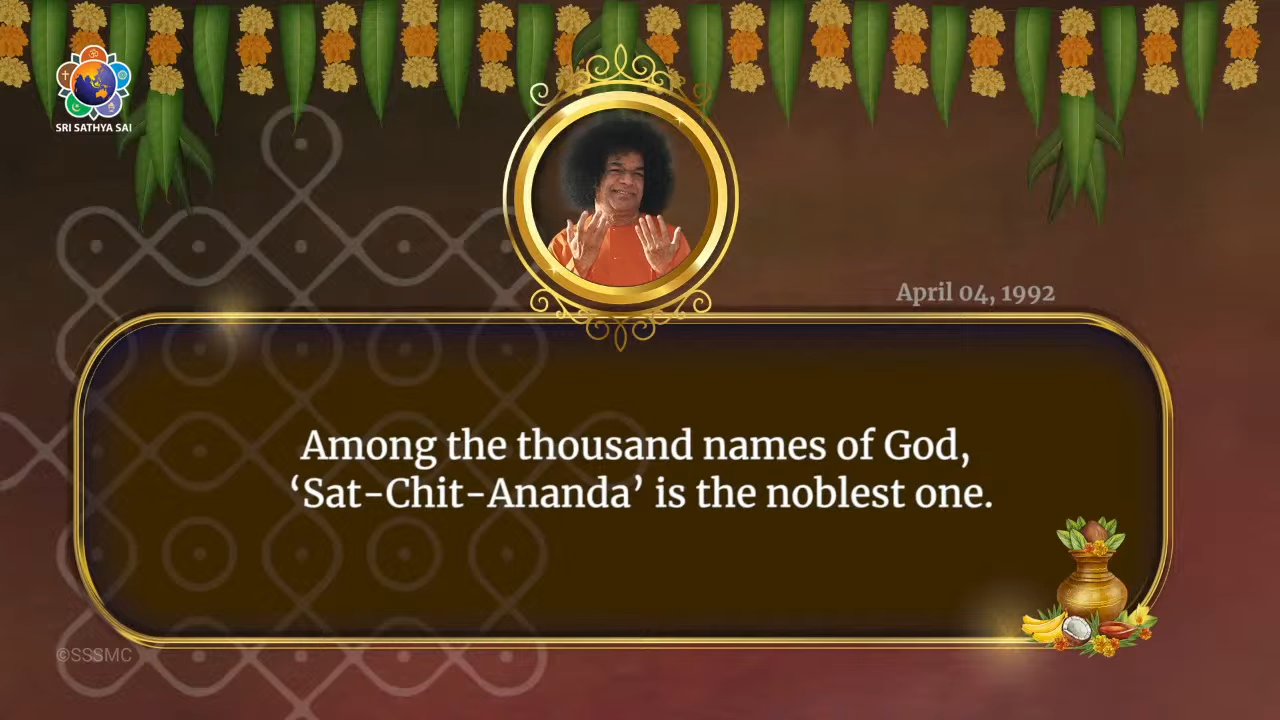 SRI SATHYA SAI
April 04, 1992
Among the thousand names of God,
‘Sat-Chit-Ananda’ is the noblest one.
©SSSMC